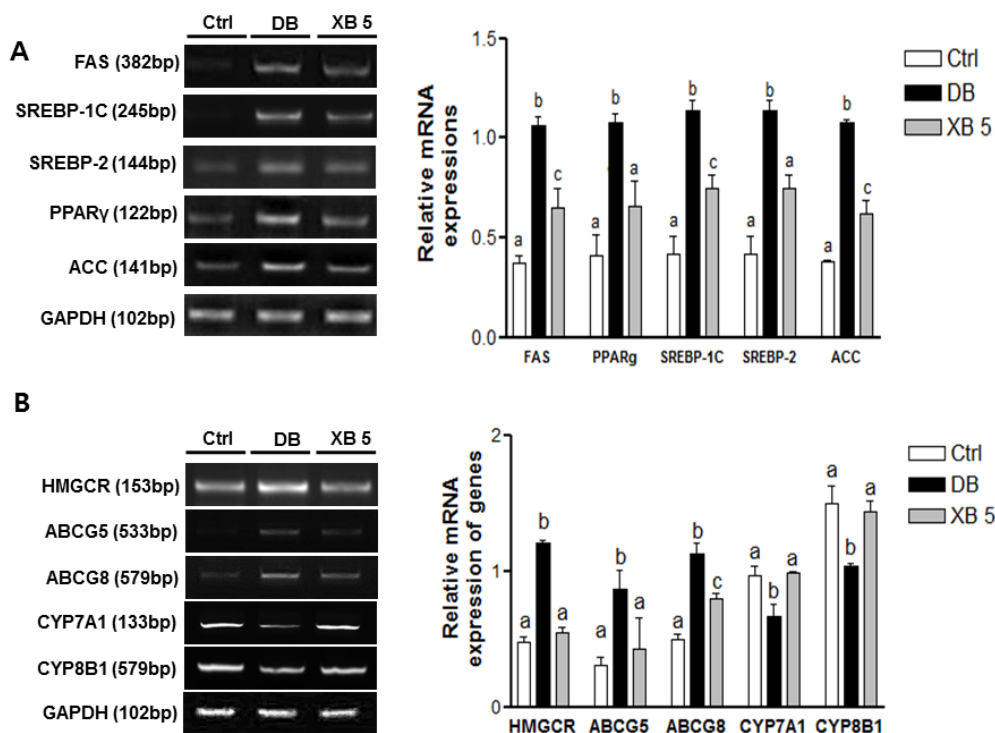 A
Ctrl DB XB 5
FAS (382bp)
SREBP-1C (245bp)
SREBP-2 (144bp)
PPARγ (122bp)
ACC (141bp)
GAPDH (102bp)
Relative mRNA
expressions
1.5
1.0
0.5
0.0
a b c
a b a
a b c
a b a
a b c
FAS PPARg SREBP-1C SREBP-2 ACC
Ctrl
DB
XB 5
B
Ctrl DB XB 5
HMGCR (153bp)
ABCG5 (533bp)
ABCG8 (579bp)
CYP7A1 (133bp)
CYP8B1 (579bp)
GAPDH (102bp)
Relative mRNA
expression of genes
2
1
0
a b a
a b a
a b c
a b a
a b a
HMGCR ABCG5 ABCG8 CYP7A1 CYP8B1
Ctrl
DB
XB 5